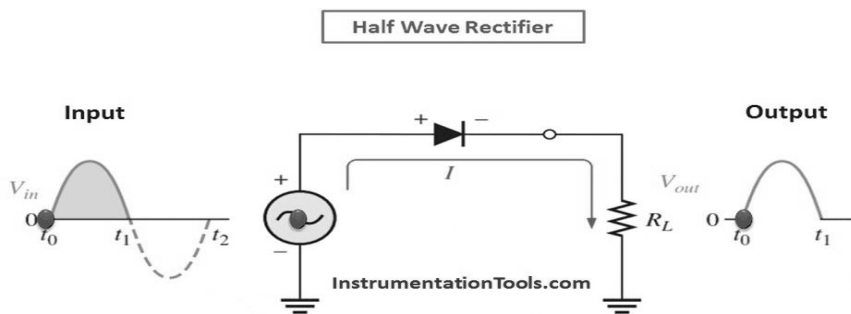 Half Wave Rectifier
Input
Output
+ −
V_in
I
V_out
+
0
t_0 t_1 t_2
−
R_L
0
t_0 t_1
InstrumentationTools.com